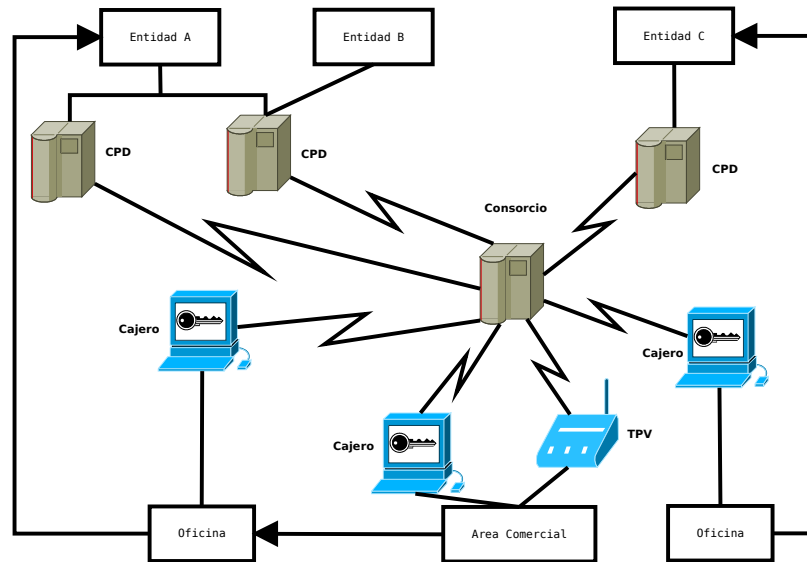 Entidad A
Entidad B
Entidad C
CPD
CPD
CPD
Consorcio
Cajero
Cajero
Cajero
TPV
Oficina
Area Comercial
Oficina